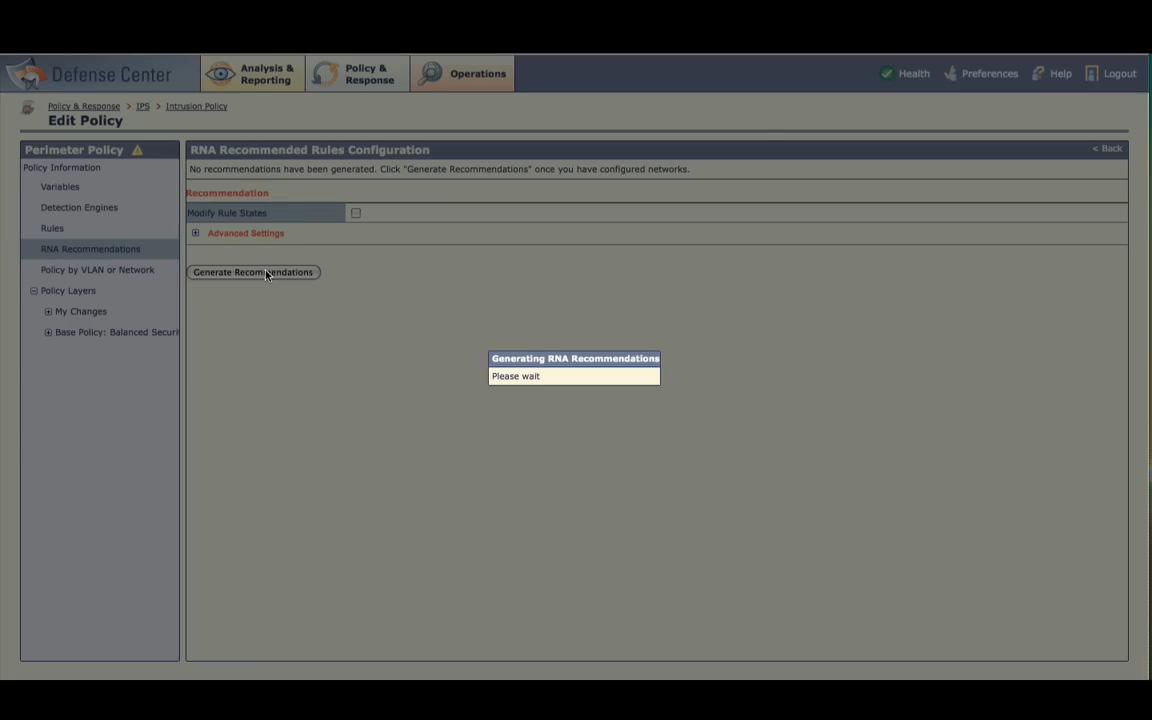 Defense Center
Analysis & Reporting
Policy & Response
Operations
Health
Preferences
Help
Logout
Policy & Response > IPS > Intrusion Policy
Edit Policy
Perimeter Policy
Policy Information
Variables
Detection Engines
Rules
RNA Recommendations
Policy by VLAN or Network
Policy Layers
My Changes
Base Policy: Balanced Securi
RNA Recommended Rules Configuration
< Back
No recommendations have been generated. Click "Generate Recommendations" once you have configured networks.
Recommendation
Modify Rule States
Advanced Settings
Generate Recommendations
Generating RNA Recommendations
Please wait